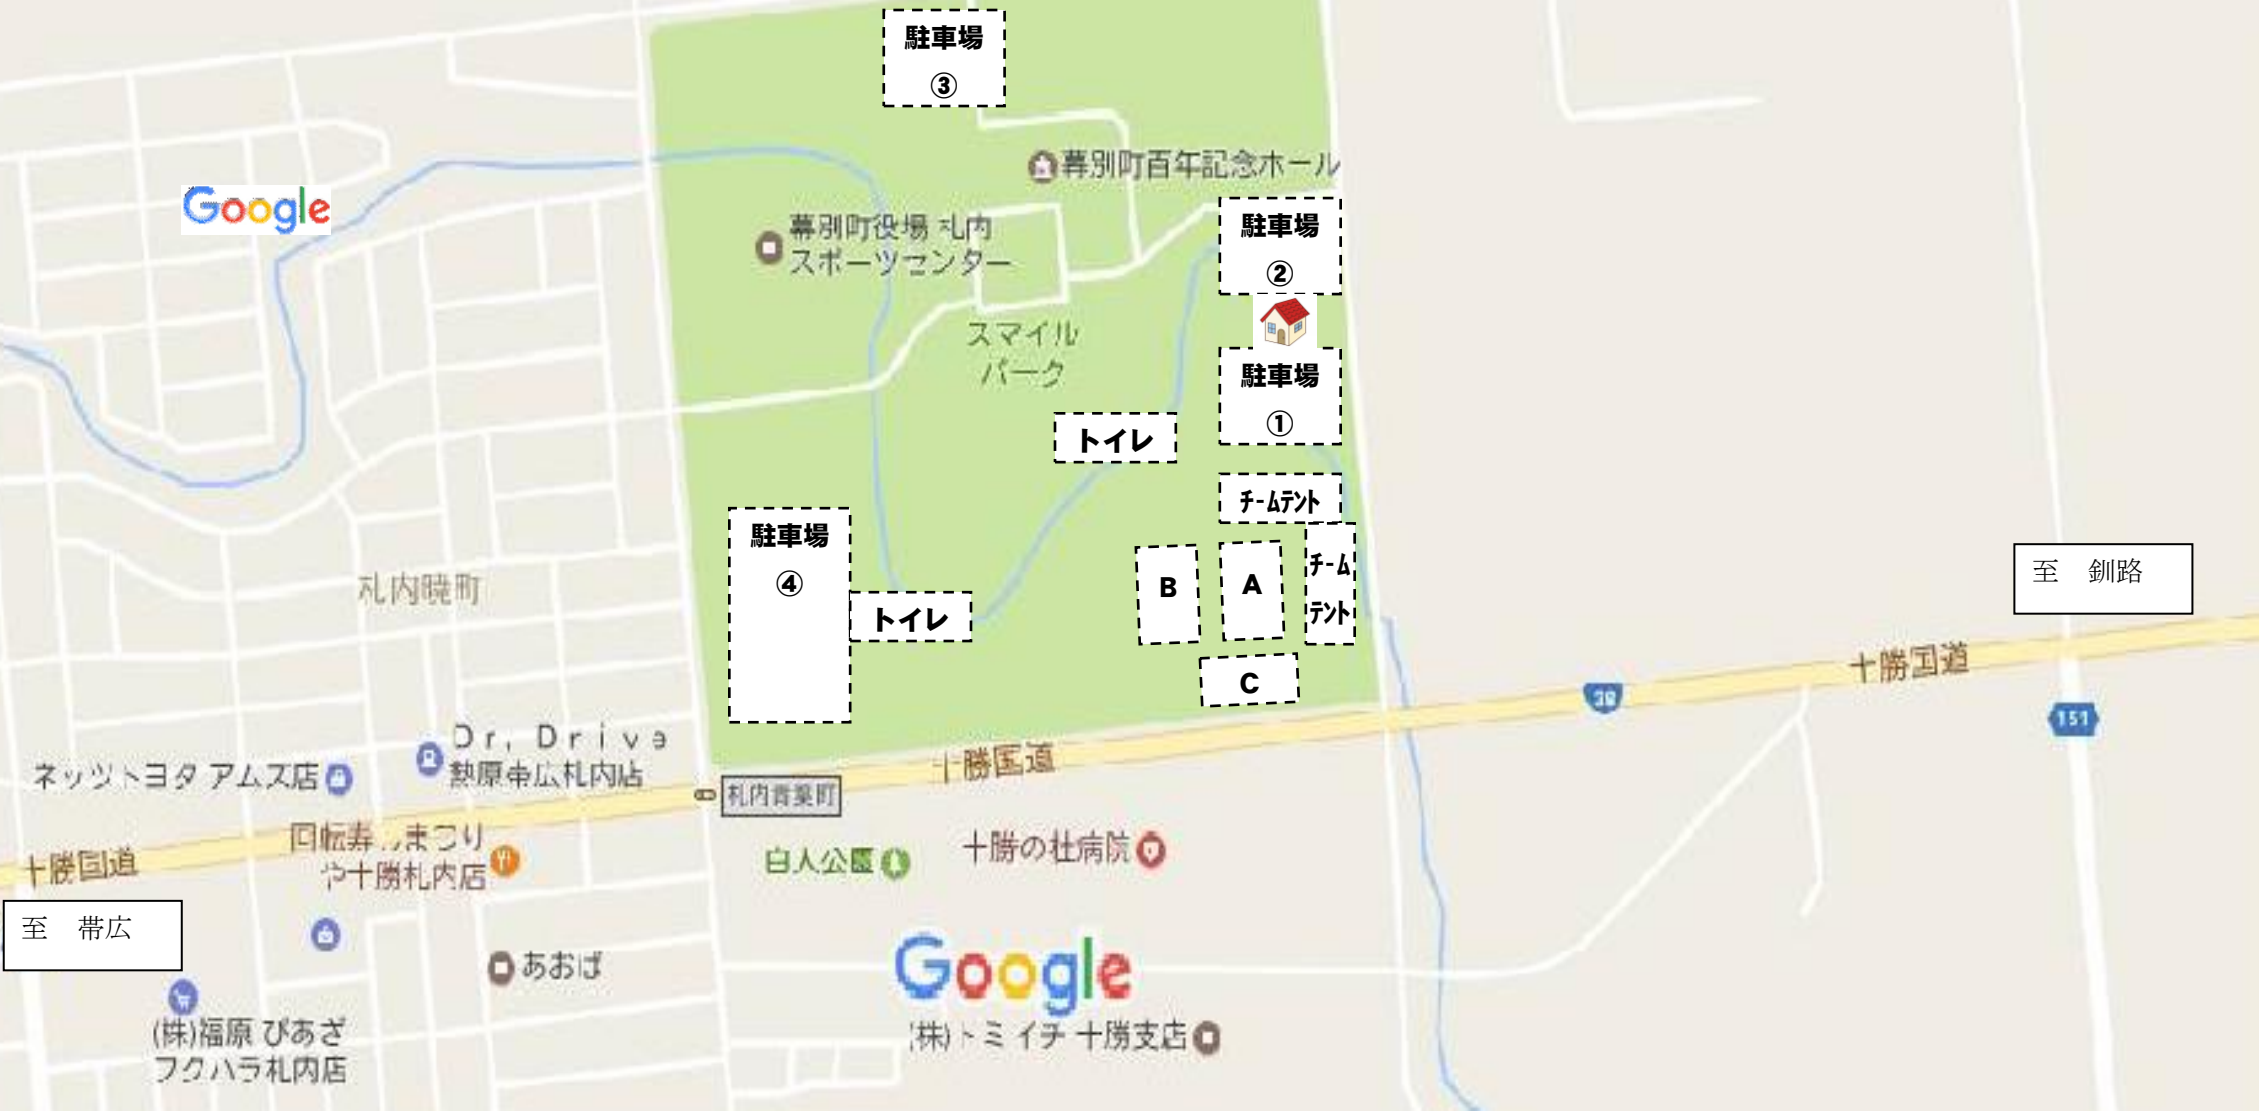 駐車場
③
幕別町百年記念ホール
Google
幕別町役場 札内
スポーツセンター
駐車場
②
スマイル
パーク
駐車場
①
トイレ
チームテント
駐車場
④
チーム
テント
B
A
トイレ
C
札内暁町
至 釧路
十勝国道
38
151
Dr. Drive
ネッツトヨタ アムス店
十勝国道
札内青葉町
十勝国道
白人公園
十勝の杜病院
や十勝札内店
至 帯広
あおば
Google
(株)福原 ぴあざ
フクハラ札内店
(株)トミイチ 十勝支店